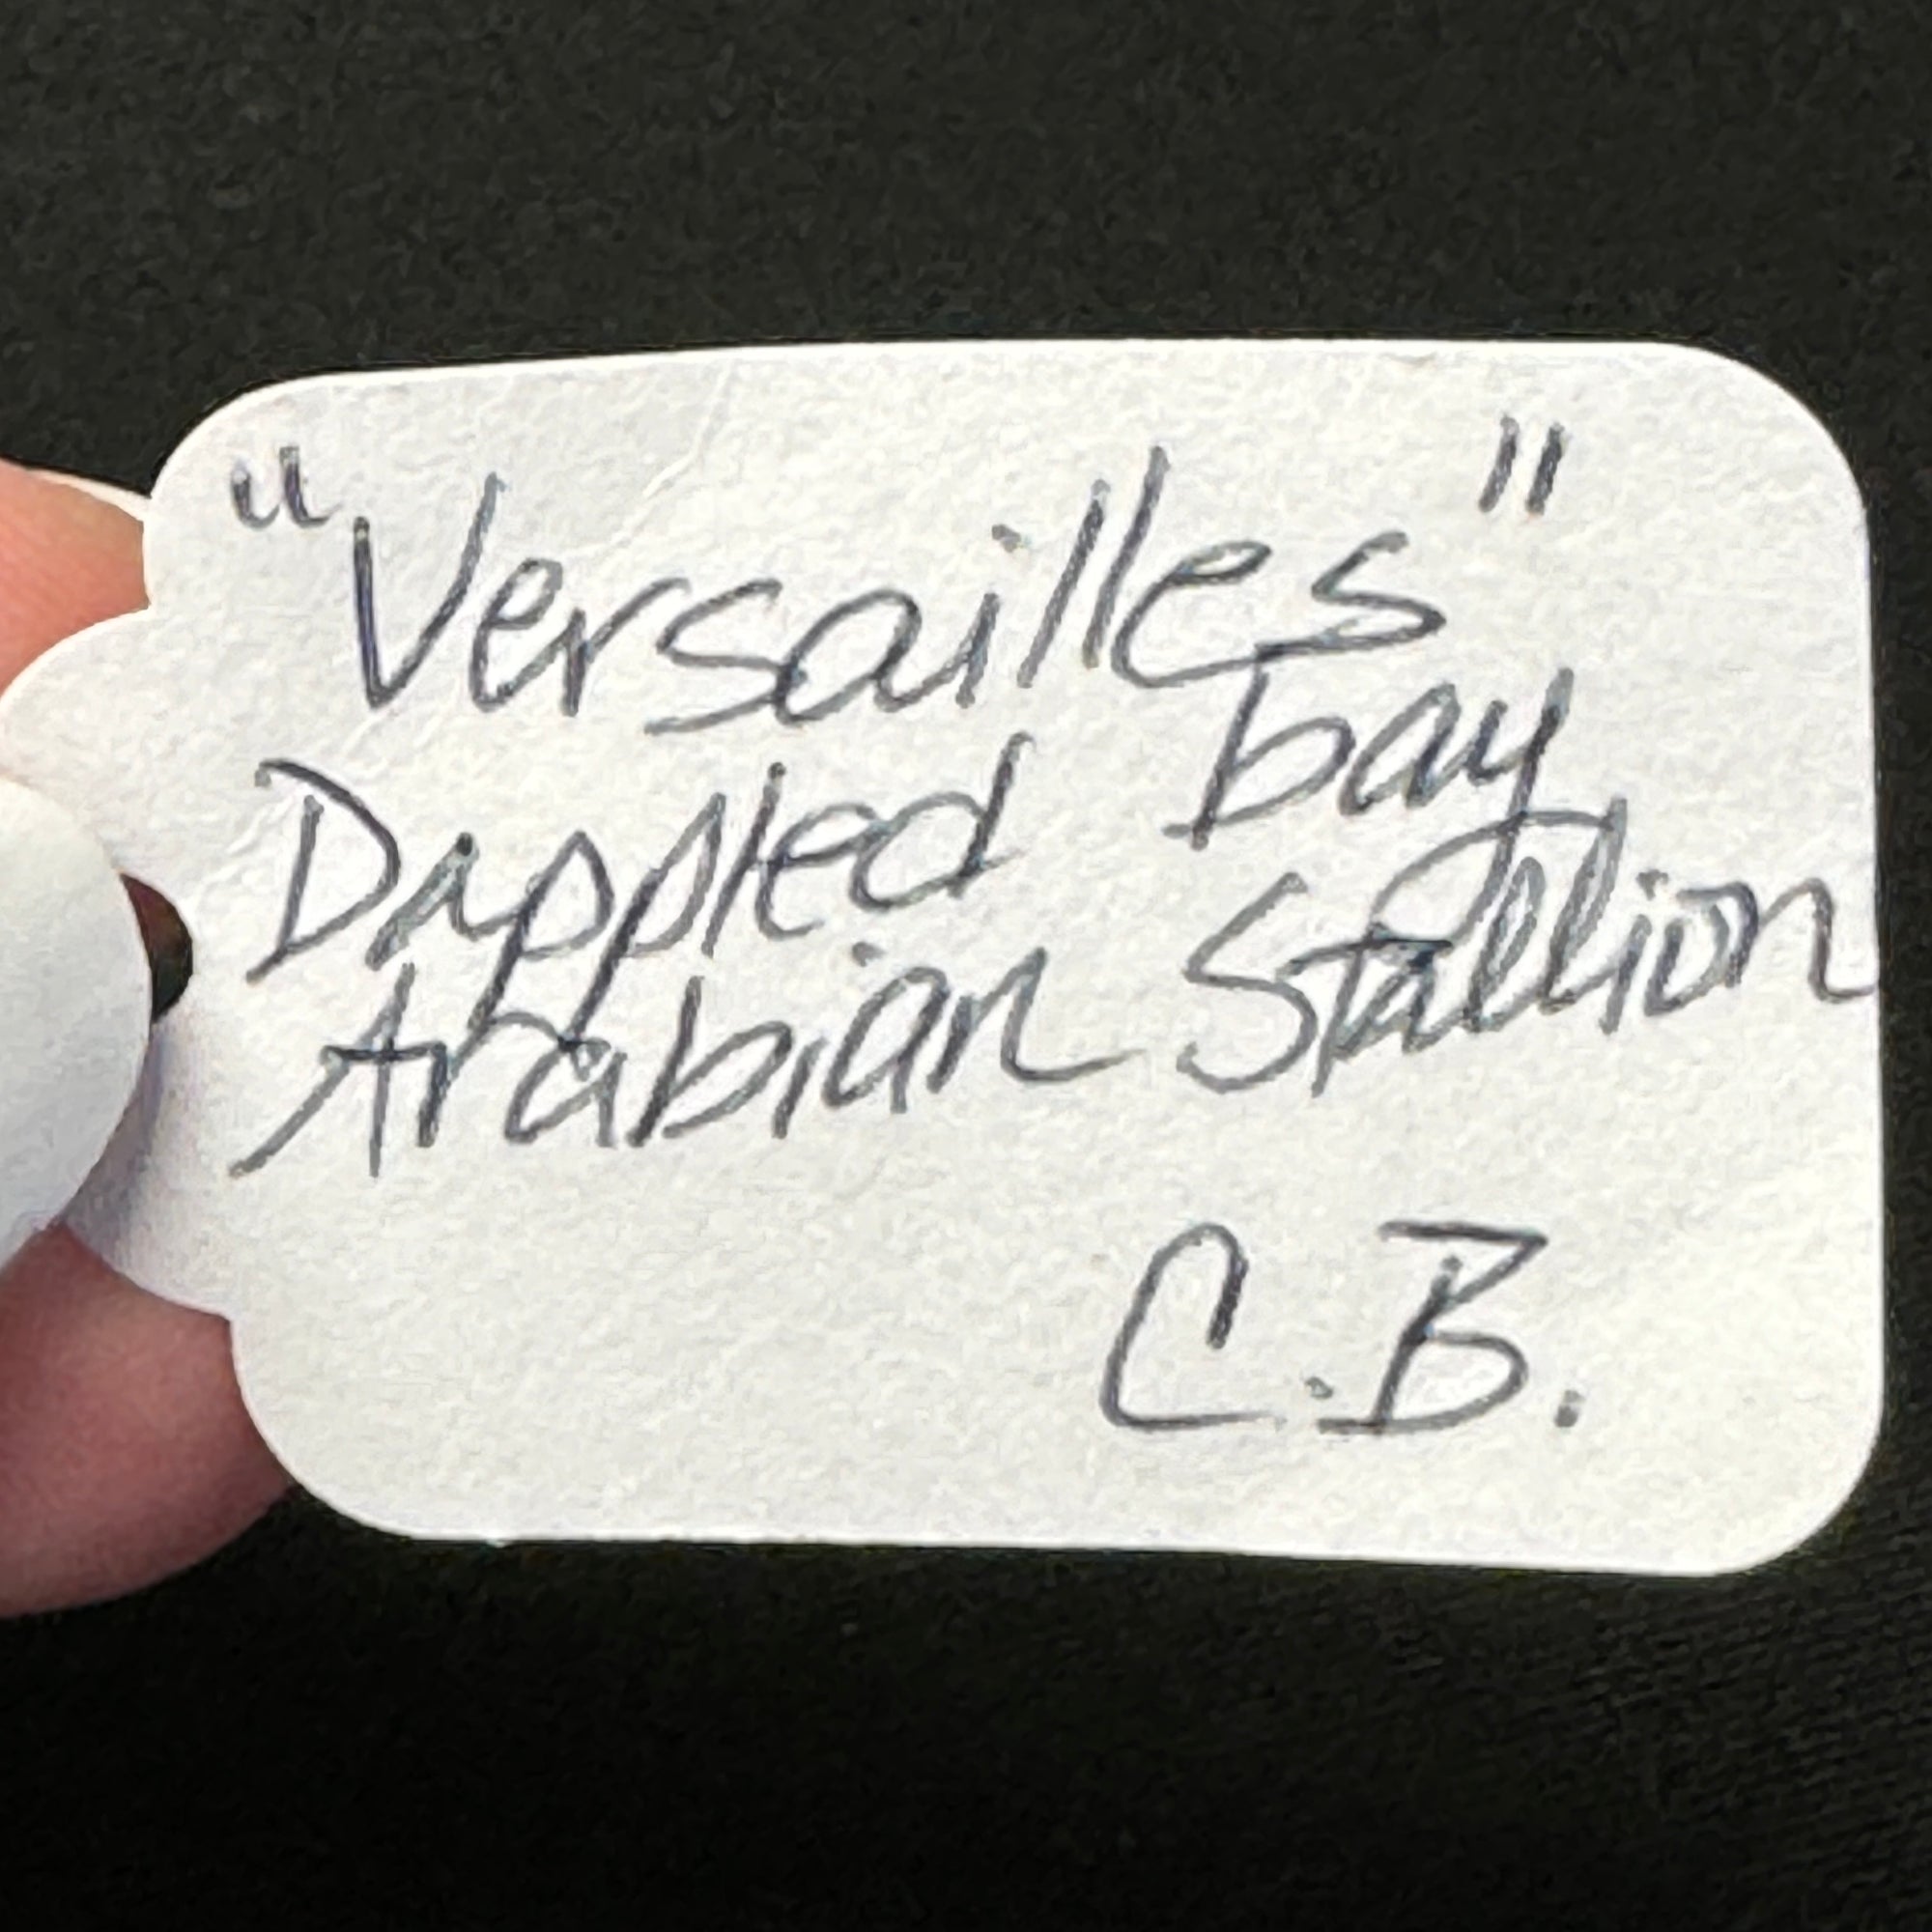 "Versailles"
Dappled bay
Arabian Stallion
C.B.